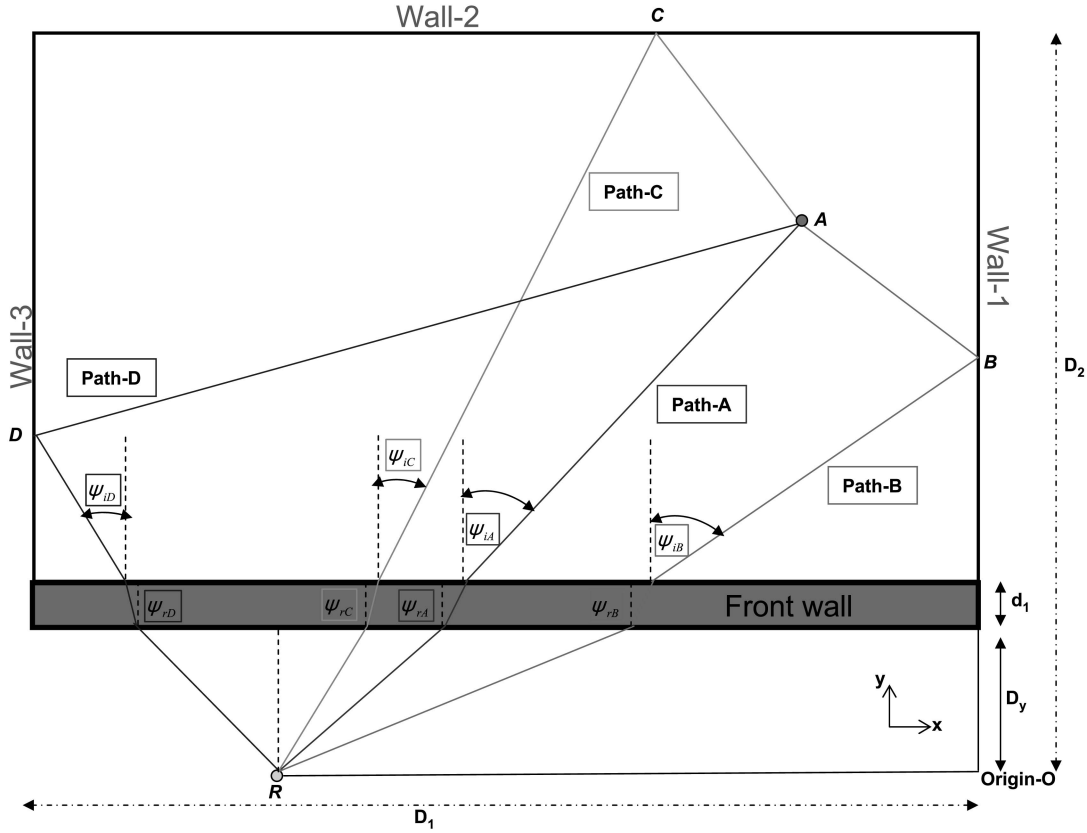 Wall-2
C
Path-C
A
Wall-1
Wall-3
Path-D
Path-A
B
D₂
D
ψiC
ψiD
ψiA
ψiB
Path-B
ψrD
ψrC
ψrA
ψrB
Front wall
d₁
y
x
Dy
R
Origin-O
D₁